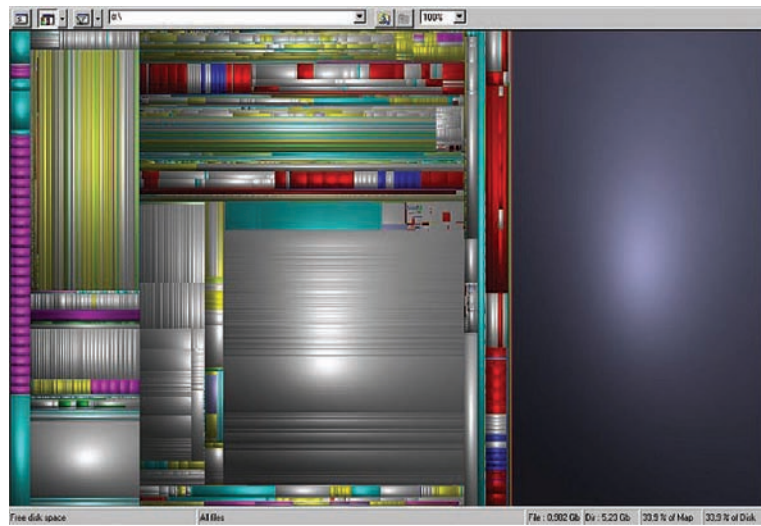 G:\ 100%
Free disk space All files File : 0,982 Gb Dir : 5,23 Gb 33,9 % of Map 33,9 % of Disk